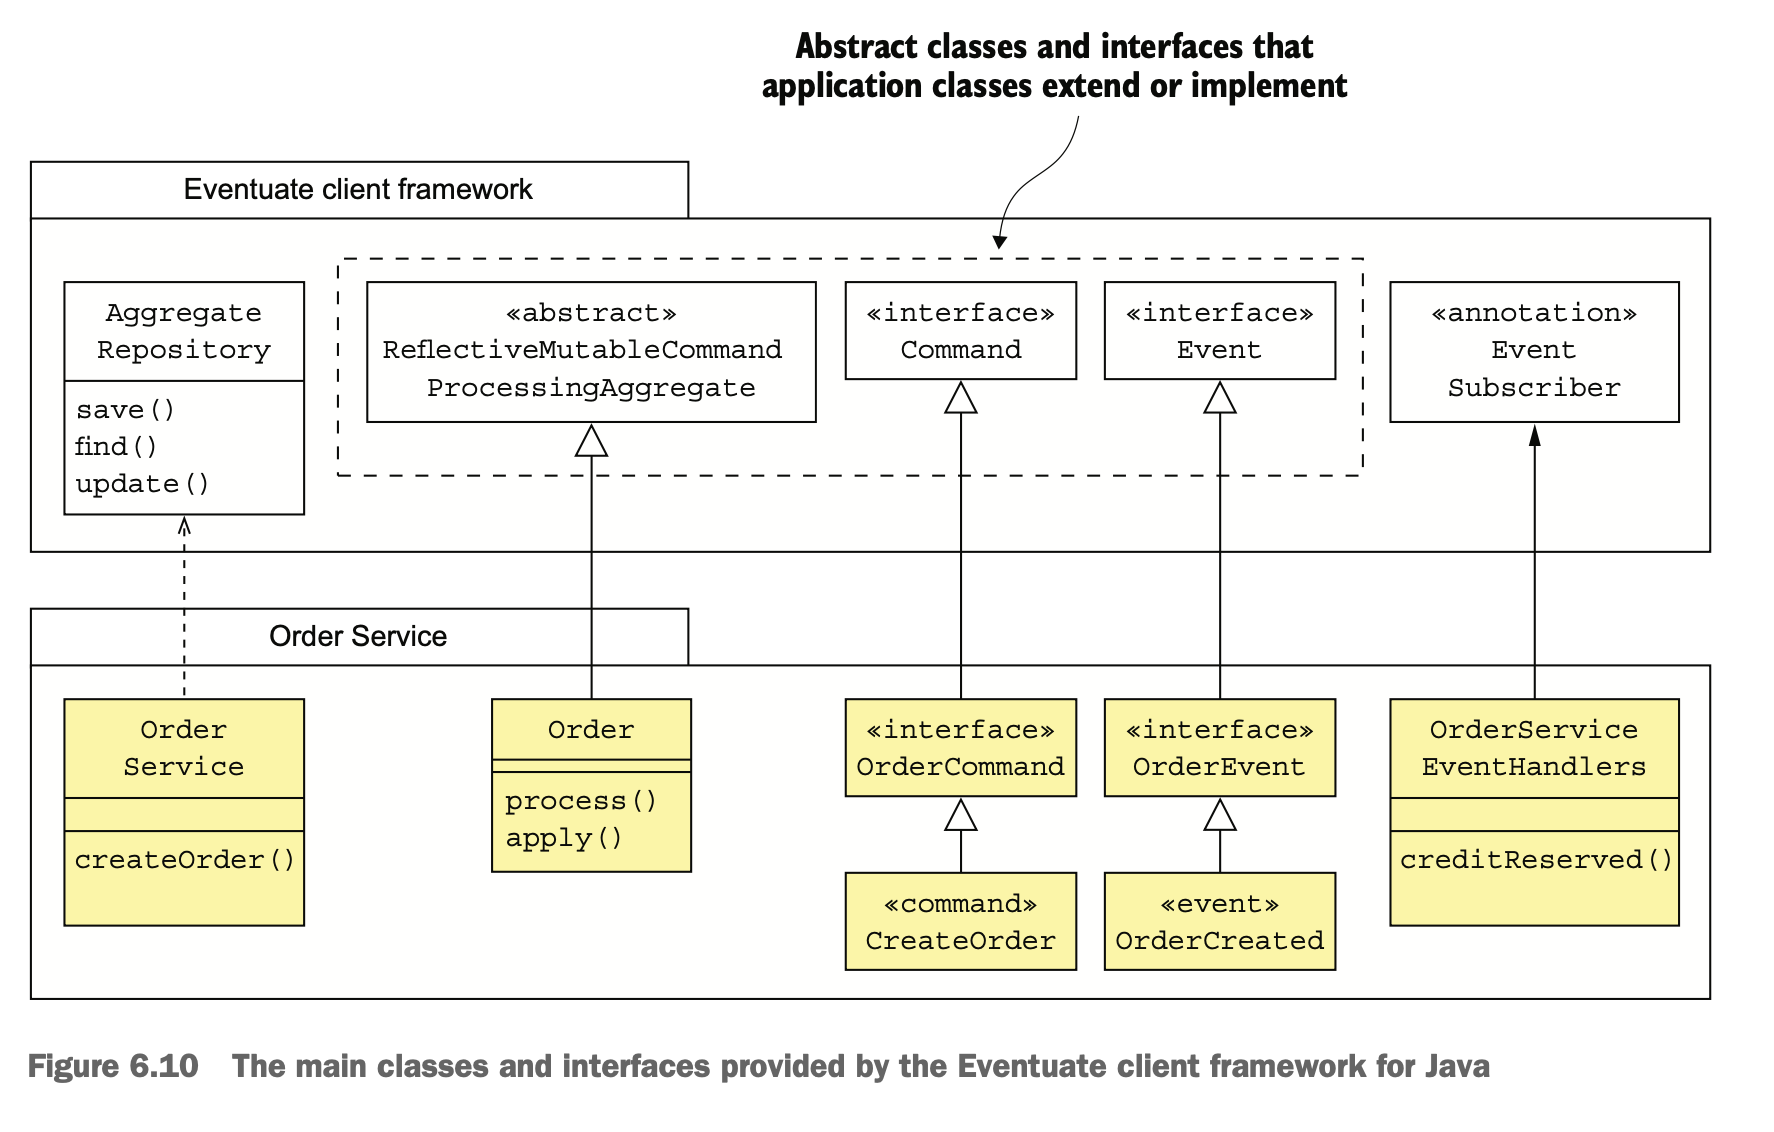 Abstract classes and interfaces that
application classes extend or implement
Eventuate client framework
Aggregate
Repository
save()
find()
update()
«abstract»
ReflectiveMutableCommand
ProcessingAggregate
«interface»
Command
«interface»
Event
«annotation»
Event
Subscriber
Order Service
Order
Service
createOrder()
Order
process()
apply()
«interface»
OrderCommand
«interface»
OrderEvent
OrderService
EventHandlers
creditReserved()
«command»
CreateOrder
«event»
OrderCreated
Figure 6.10 The main classes and interfaces provided by the Eventuate client framework for Java